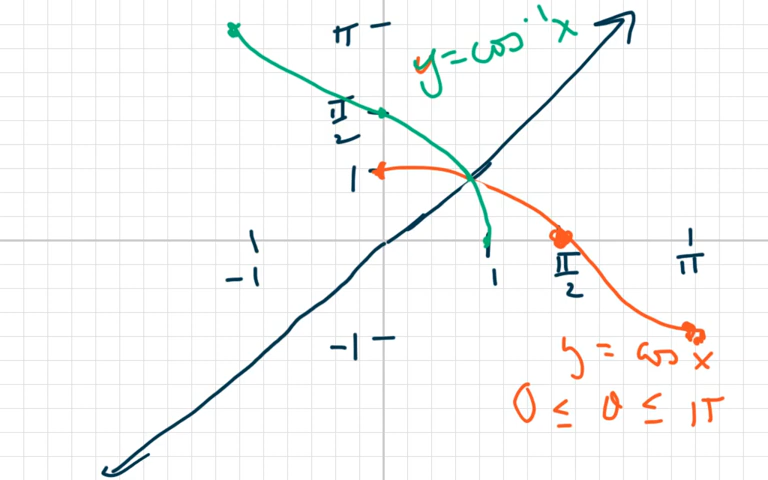 π
y = cos⁻¹ x
π/2
1
-1
1
π/2
π
-1
y = cos x
0 ≤ θ ≤ π